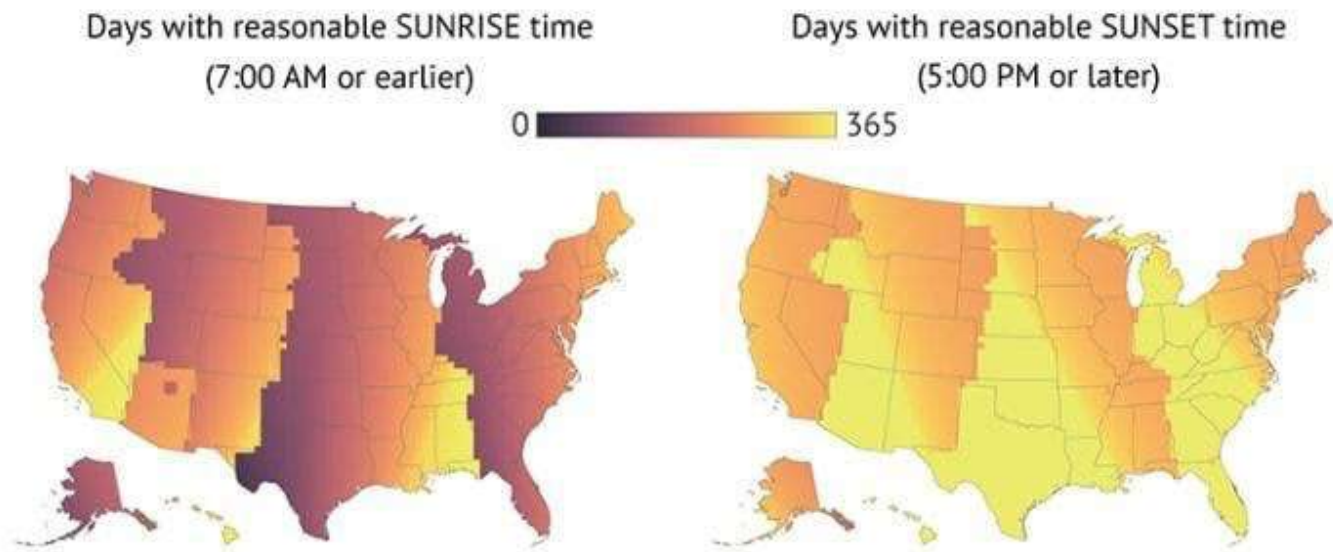 Days with reasonable SUNRISE time
(7:00 AM or earlier)
Days with reasonable SUNSET time
(5:00 PM or later)
0
365